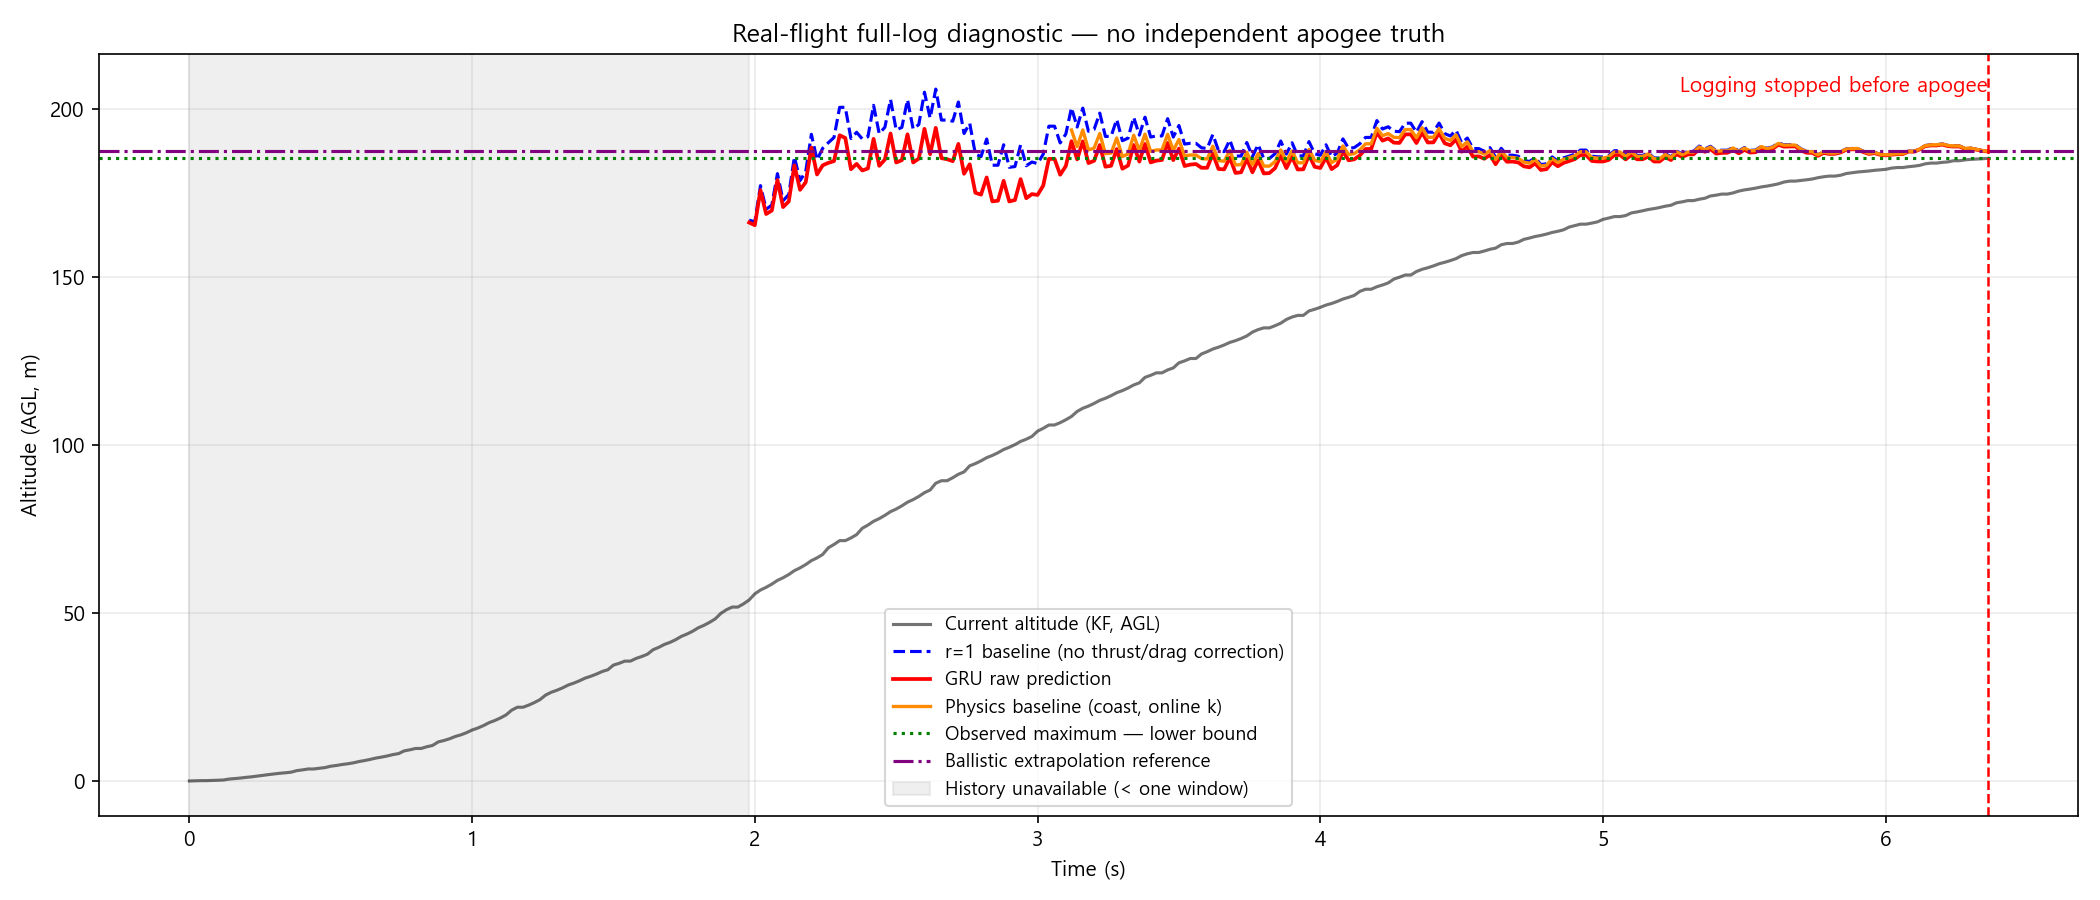 Real-flight full-log diagnostic — no independent apogee truth
Logging stopped before apogee
Altitude (AGL, m)
200
150
100
50
0
Current altitude (KF, AGL)
r=1 baseline (no thrust/drag correction)
GRU raw prediction
Physics baseline (coast, online k)
Observed maximum — lower bound
Ballistic extrapolation reference
History unavailable (< one window)
0 1 2 3 4 5 6
Time (s)